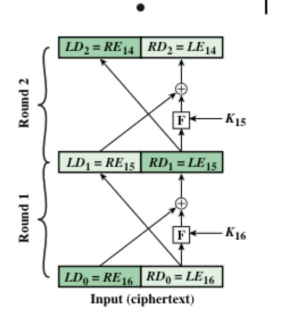 LD₂ = RE₁₄ RD₂ = LE₁₄
Round 2
F K₁₅
LD₁ = RE₁₅ RD₁ = LE₁₅
Round 1
F K₁₆
LD₀ = RE₁₆ RD₀ = LE₁₆
Input (ciphertext)